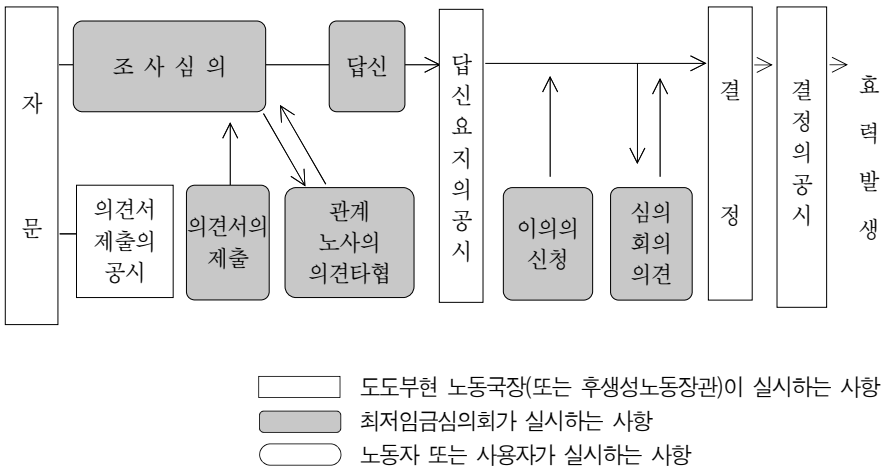 자문
조 사 심 의
답신
답신요지의공시
결정
결정의공시
효력발생
의견서
제출의
공시
의견서의
제출
관계
노사의
의견타협
이의의
신청
심의
회의
의견
도도부현 노동국장(또는 후생성노동장관)이 실시하는 사항
최저임금심의회가 실시하는 사항
노동자 또는 사용자가 실시하는 사항